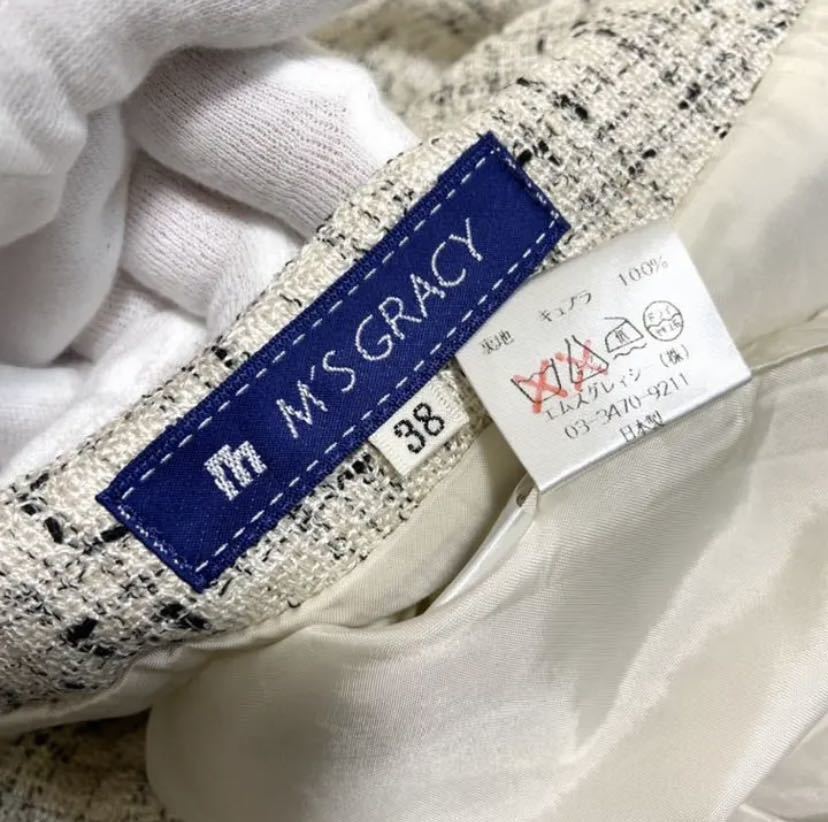 M'S GRACY
38
裏地 キュプラ 100%
エムズグレイシー(株)
03-3470-9211
日本製